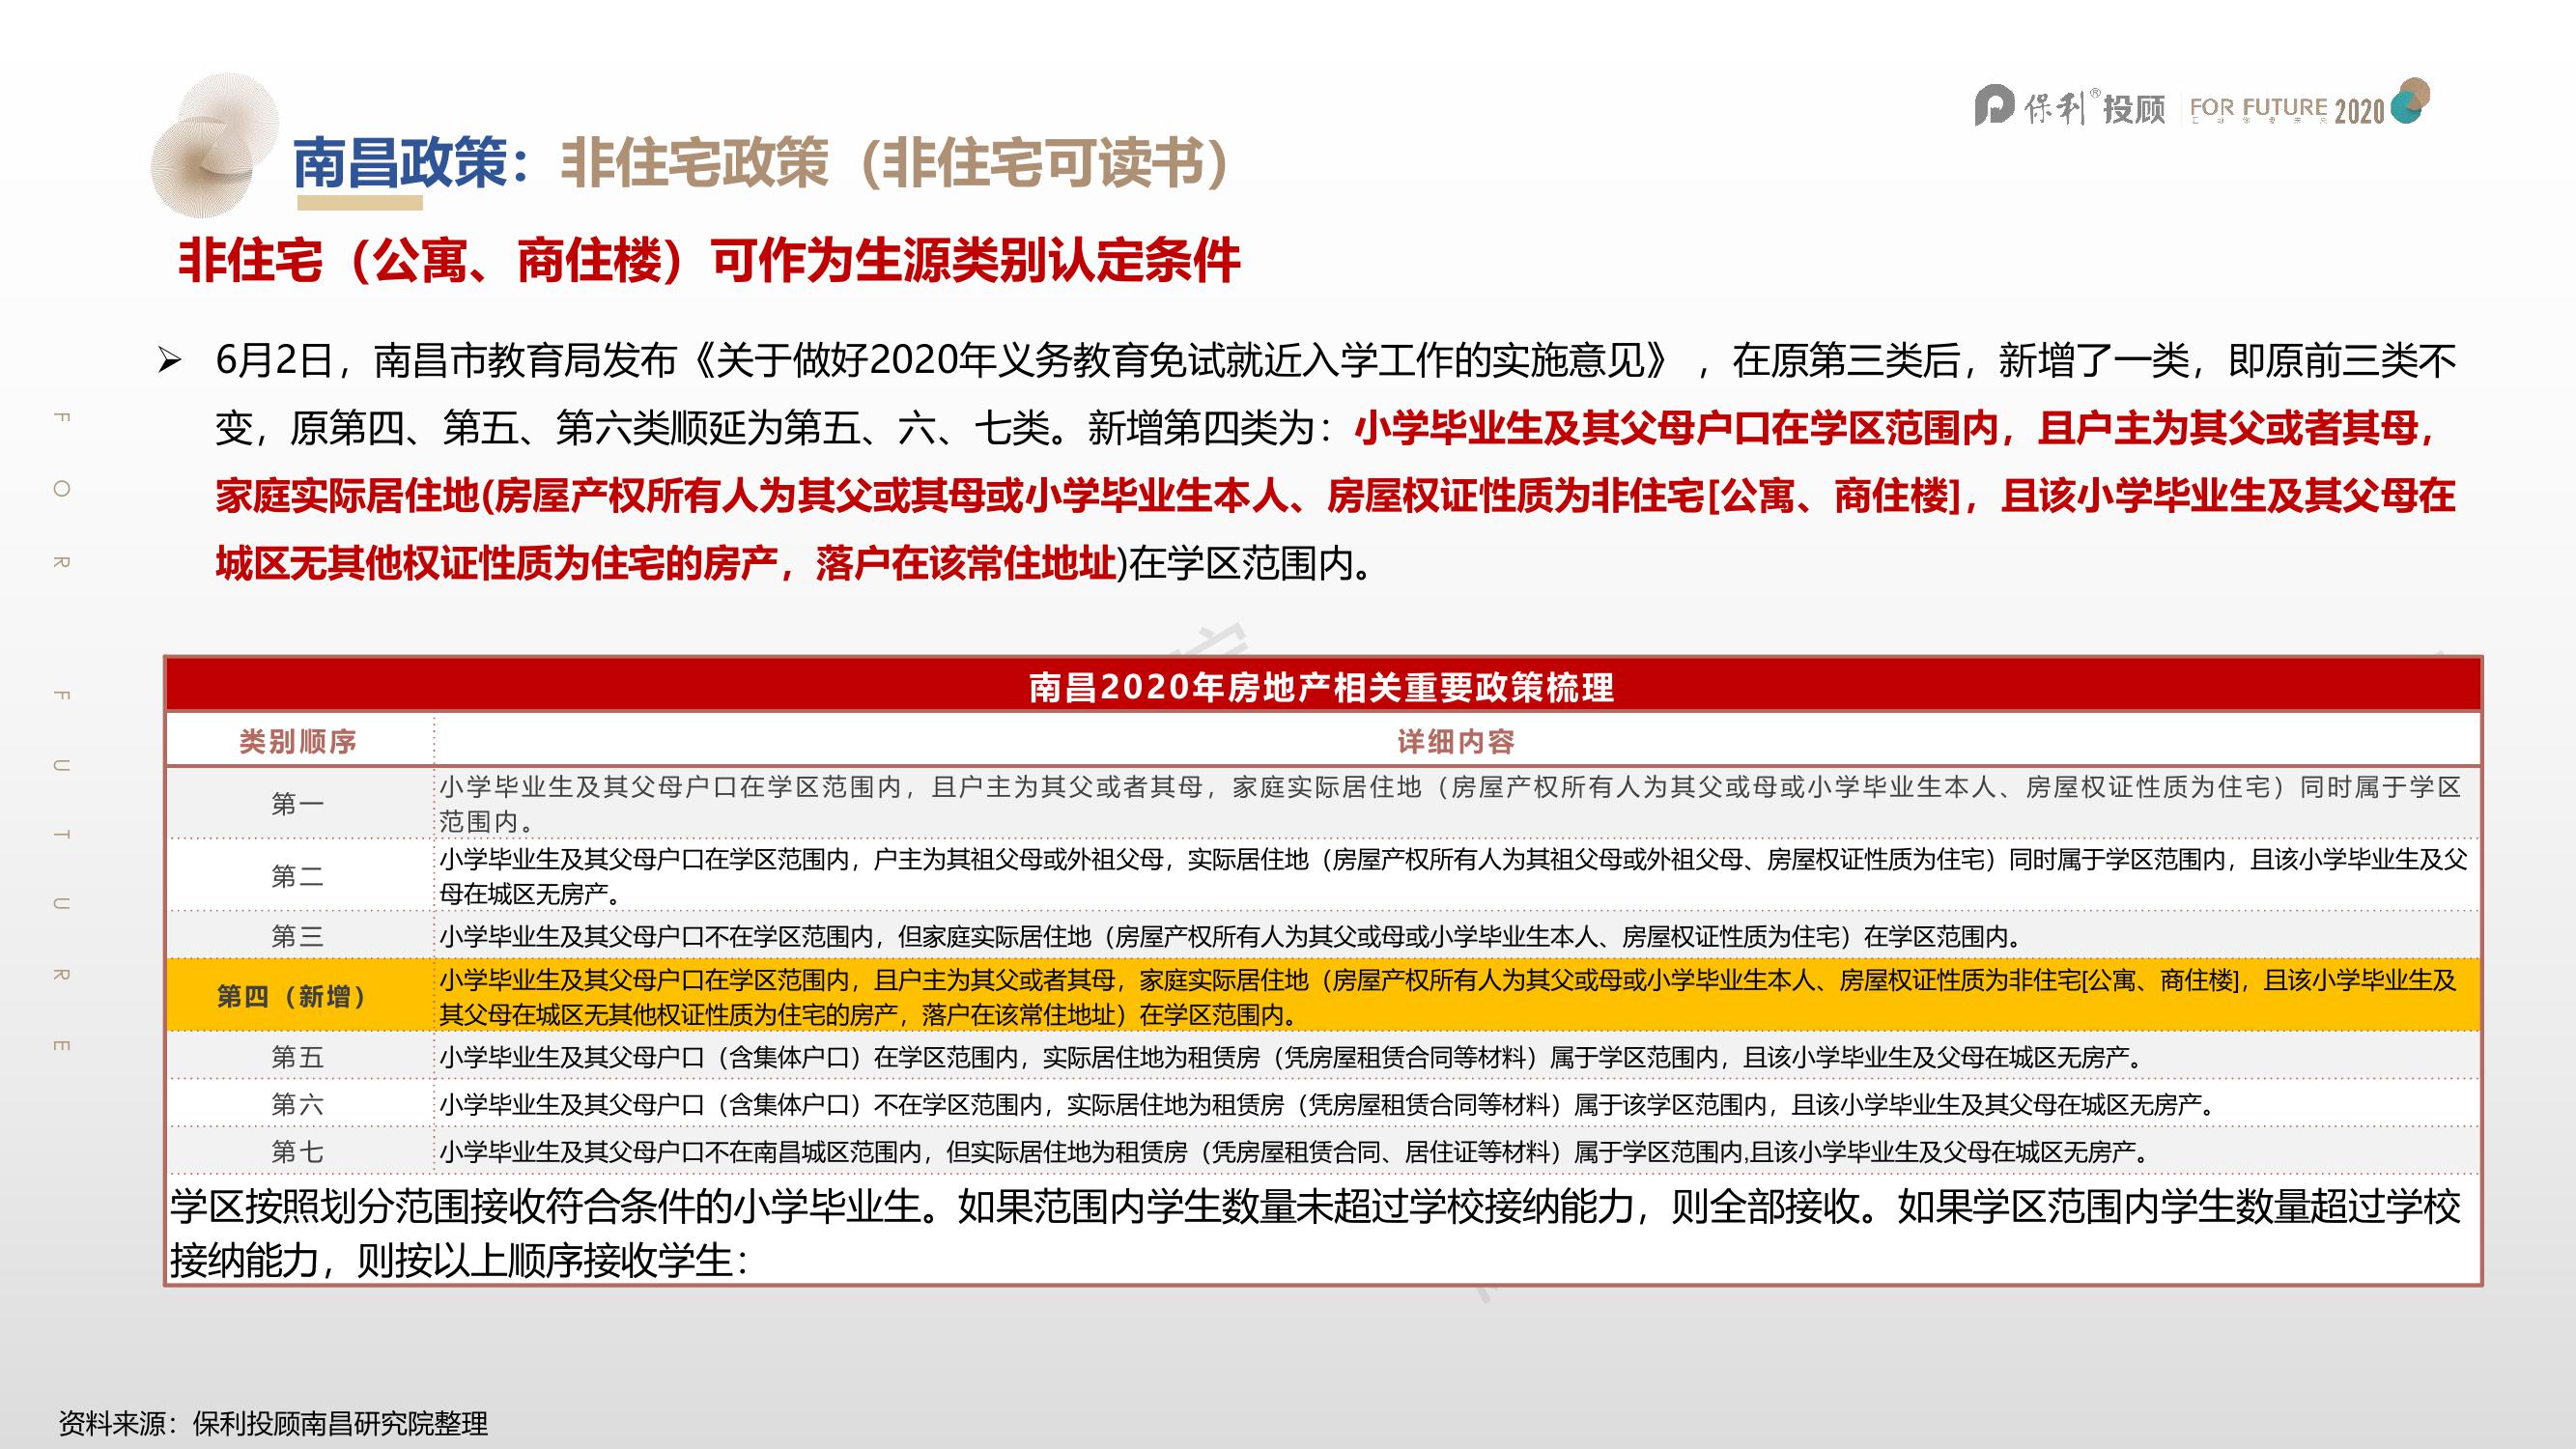 保利®投顾 FOR FUTURE 2020
南昌政策：非住宅政策（非住宅可读书）
非住宅（公寓、商住楼）可作为生源类别认定条件
6月2日，南昌市教育局发布《关于做好2020年义务教育免试就近入学工作的实施意见》，在原第三类后，新增了一类，即原前三类不
变，原第四、第五、第六类顺延为第五、六、七类。新增第四类为：小学毕业生及其父母户口在学区范围内，且户主为其父或者其母，
家庭实际居住地(房屋产权所有人为其父或其母或小学毕业生本人、房屋权证性质为非住宅[公寓、商住楼]，且该小学毕业生及其父母在
城区无其他权证性质为住宅的房产，落户在该常住地址)在学区范围内。
FOR FUTURE
南昌2020年房地产相关重要政策梳理
类别顺序 详细内容
第一 小学毕业生及其父母户口在学区范围内，且户主为其父或者其母，家庭实际居住地（房屋产权所有人为其父或母或小学毕业生本人、房屋权证性质为住宅）同时属于学区
范围内。
第二 小学毕业生及其父母户口在学区范围内，户主为其祖父母或外祖父母，实际居住地（房屋产权所有人为其祖父母或外祖父母、房屋权证性质为住宅）同时属于学区范围内，且该小学毕业生及父
母在城区无房产。
第三 小学毕业生及其父母户口不在学区范围内，但家庭实际居住地（房屋产权所有人为其父或母或小学毕业生本人、房屋权证性质为住宅）在学区范围内。
第四（新增） 小学毕业生及其父母户口在学区范围内，且户主为其父或者其母，家庭实际居住地（房屋产权所有人为其父或母或小学毕业生本人、房屋权证性质为非住宅[公寓、商住楼]，且该小学毕业生及
其父母在城区无其他权证性质为住宅的房产，落户在该常住地址）在学区范围内。
第五 小学毕业生及其父母户口（含集体户口）在学区范围内，实际居住地为租赁房（凭房屋租赁合同等材料）属于学区范围内，且该小学毕业生及父母在城区无房产。
第六 小学毕业生及其父母户口（含集体户口）不在学区范围内，实际居住地为租赁房（凭房屋租赁合同等材料）属于该学区范围内，且该小学毕业生及其父母在城区无房产。
第七 小学毕业生及其父母户口不在南昌城区范围内，但实际居住地为租赁房（凭房屋租赁合同、居住证等材料）属于学区范围内,且该小学毕业生及父母在城区无房产。
学区按照划分范围接收符合条件的小学毕业生。如果范围内学生数量未超过学校接纳能力，则全部接收。如果学区范围内学生数量超过学校
接纳能力，则按以上顺序接收学生：
资料来源：保利投顾南昌研究院整理